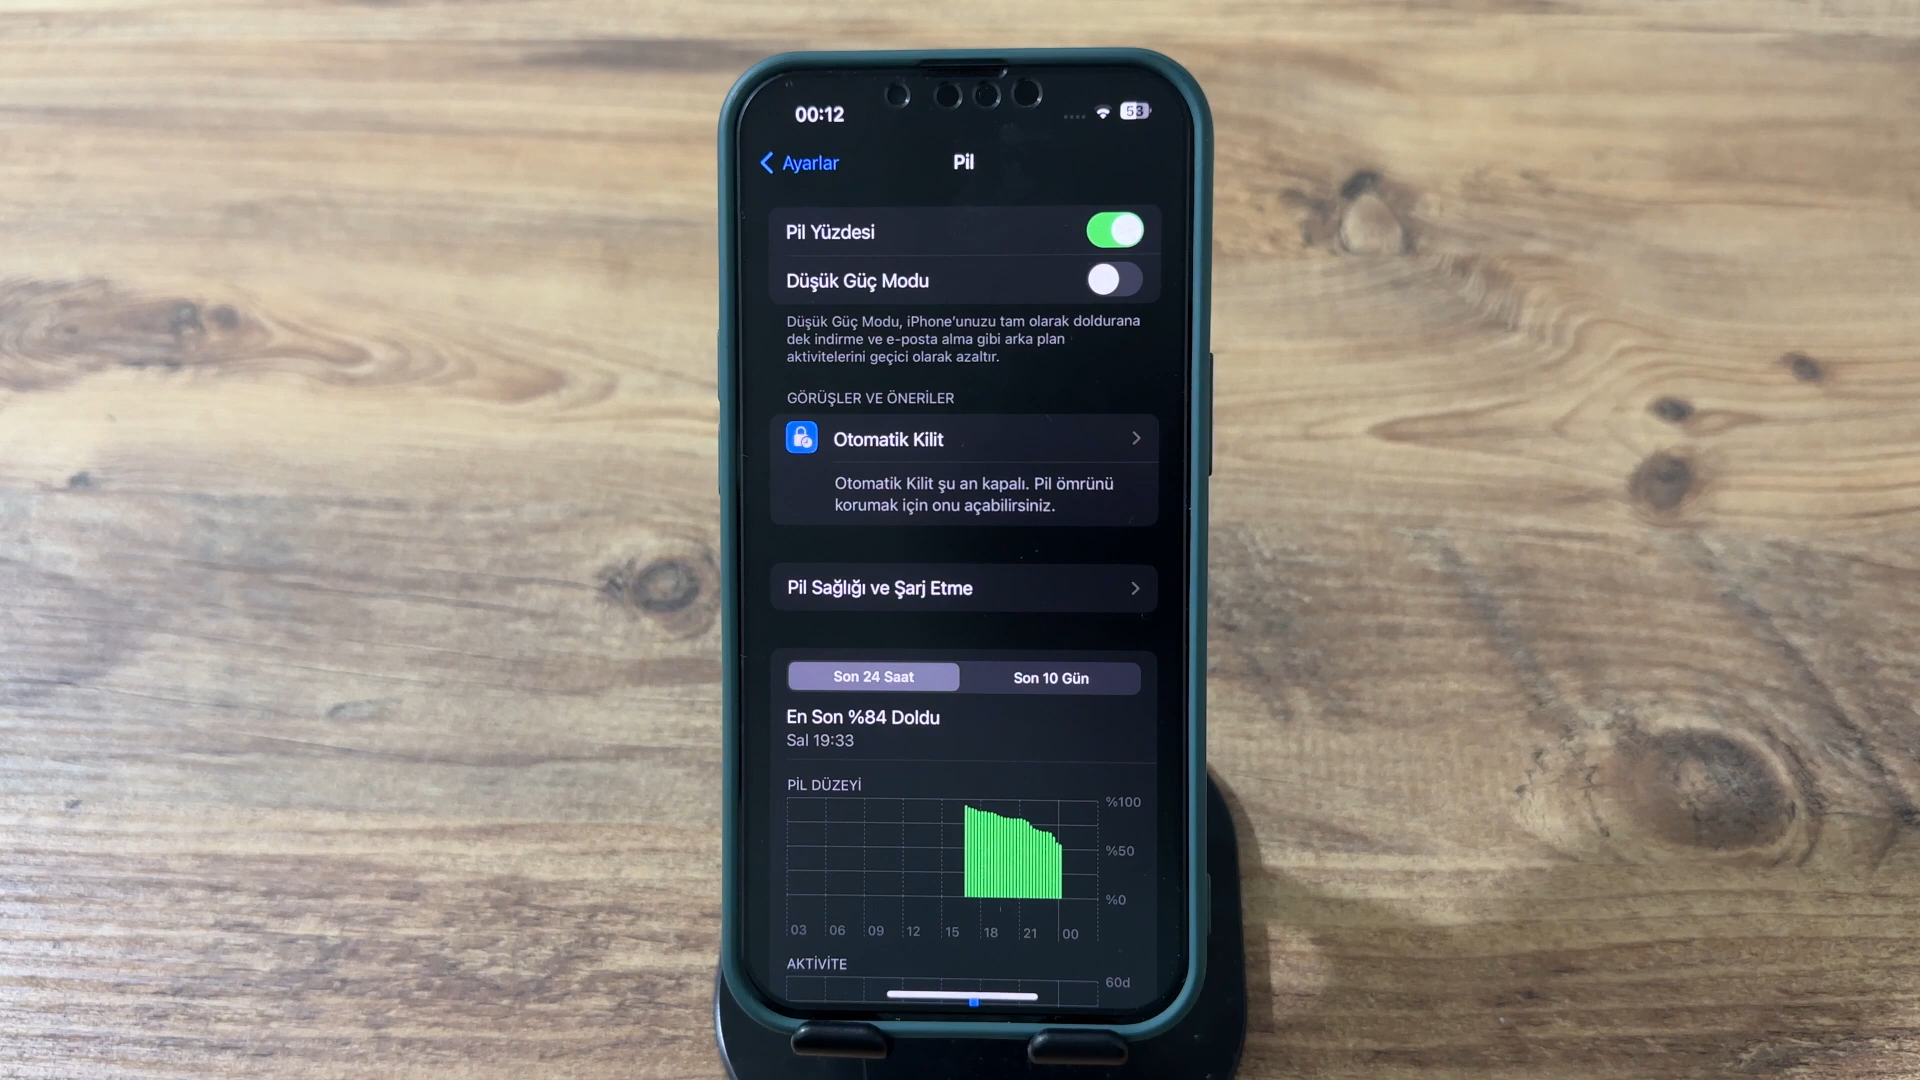 00:12
53
Ayarlar
Pil
Pil Yüzdesi
Düşük Güç Modu
Düşük Güç Modu, iPhone'unuzu tam olarak doldurana
dek indirme ve e-posta alma gibi arka plan
aktivitelerini geçici olarak azaltır.
GÖRÜŞLER VE ÖNERİLER
Otomatik Kilit
Otomatik Kilit şu an kapalı. Pil ömrünü
korumak için onu açabilirsiniz.
Pil Sağlığı ve Şarj Etme
Son 24 Saat
Son 10 Gün
En Son %84 Doldu
Sal 19:33
PİL DÜZEYİ
%100
%50
%0
03 06 09 12 15 18 21 00
AKTİVİTE
60d